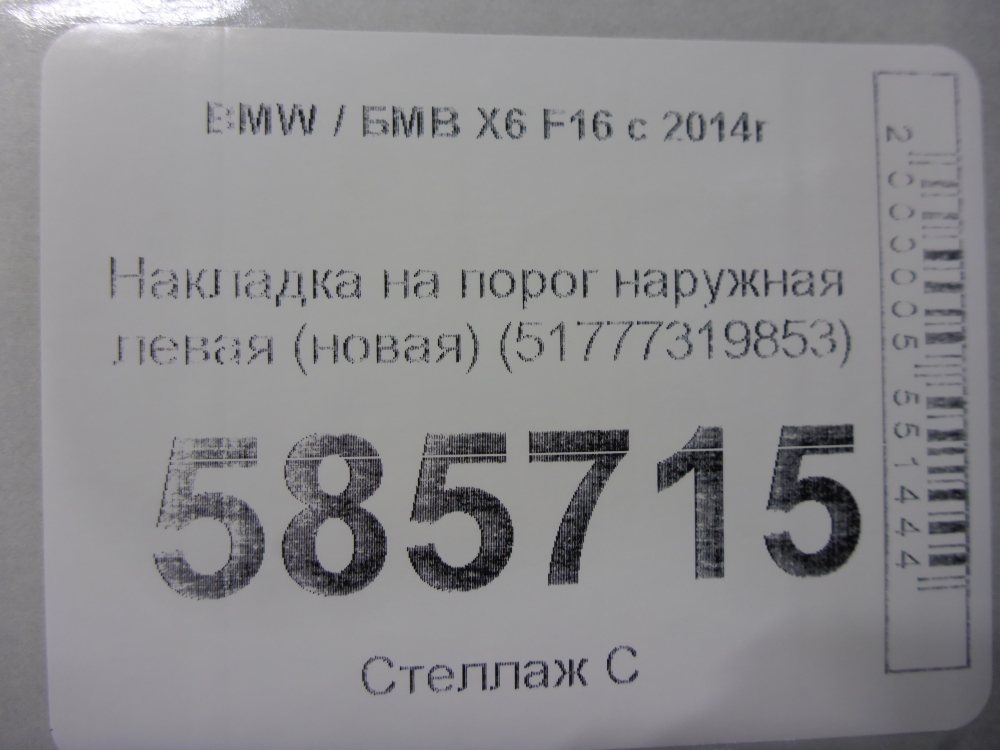 BMW / БМВ X6 F16 с 2014г
Накладка на порог наружная
левая (новая) (51777319853)
585715
Стеллаж С
2000005551444